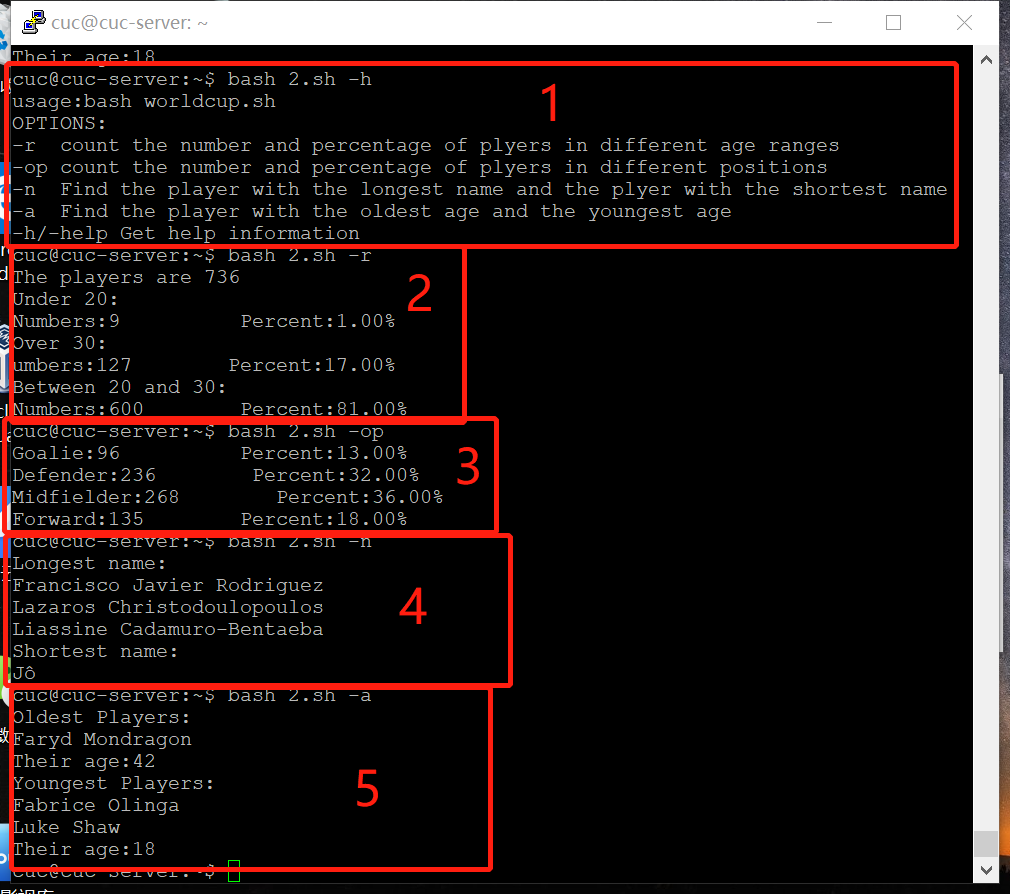 cuc@cuc-server: ~
Their age:18
cuc@cuc-server:~$ bash 2.sh -h
usage:bash worldcup.sh
OPTIONS:
-r  count the number and percentage of plyers in different age ranges
-op count the number and percentage of plyers in different positions
-n  Find the player with the longest name and the plyer with the shortest name
-a  Find the player with the oldest age and the youngest age
-h/-help Get help information
1
cuc@cuc-server:~$ bash 2.sh -r
The players are 736
Under 20:
Numbers:9          Percent:1.00%
Over 30:
umbers:127        Percent:17.00%
Between 20 and 30:
Numbers:600        Percent:81.00%
2
cuc@cuc-server:~$ bash 2.sh -op
Goalie:96          Percent:13.00%
Defender:236        Percent:32.00%
Midfielder:268        Percent:36.00%
Forward:135        Percent:18.00%
3
cuc@cuc-server:~$ bash 2.sh -n
Longest name:
Francisco Javier Rodriguez
Lazaros Christodoulopoulos
Liassine Cadamuro-Bentaeba
Shortest name:
Jô
4
cuc@cuc-server:~$ bash 2.sh -a
Oldest Players:
Faryd Mondragon
Their age:42
Youngest Players:
Fabrice Olinga
Luke Shaw
Their age:18
5
cuc@cuc-server:~$